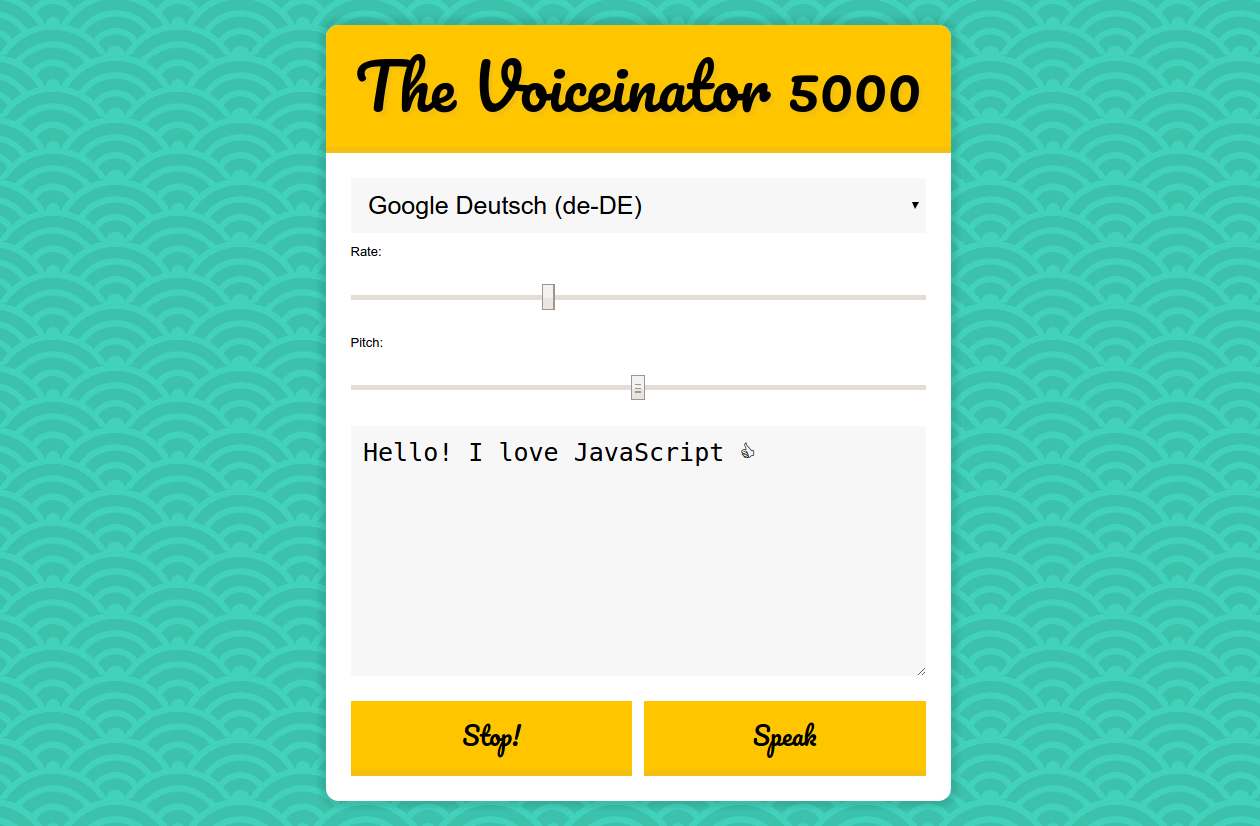 The Voiceinator 5000
Google Deutsch (de-DE)
Rate:
Pitch:
Hello! I love JavaScript 👍
Stop!
Speak